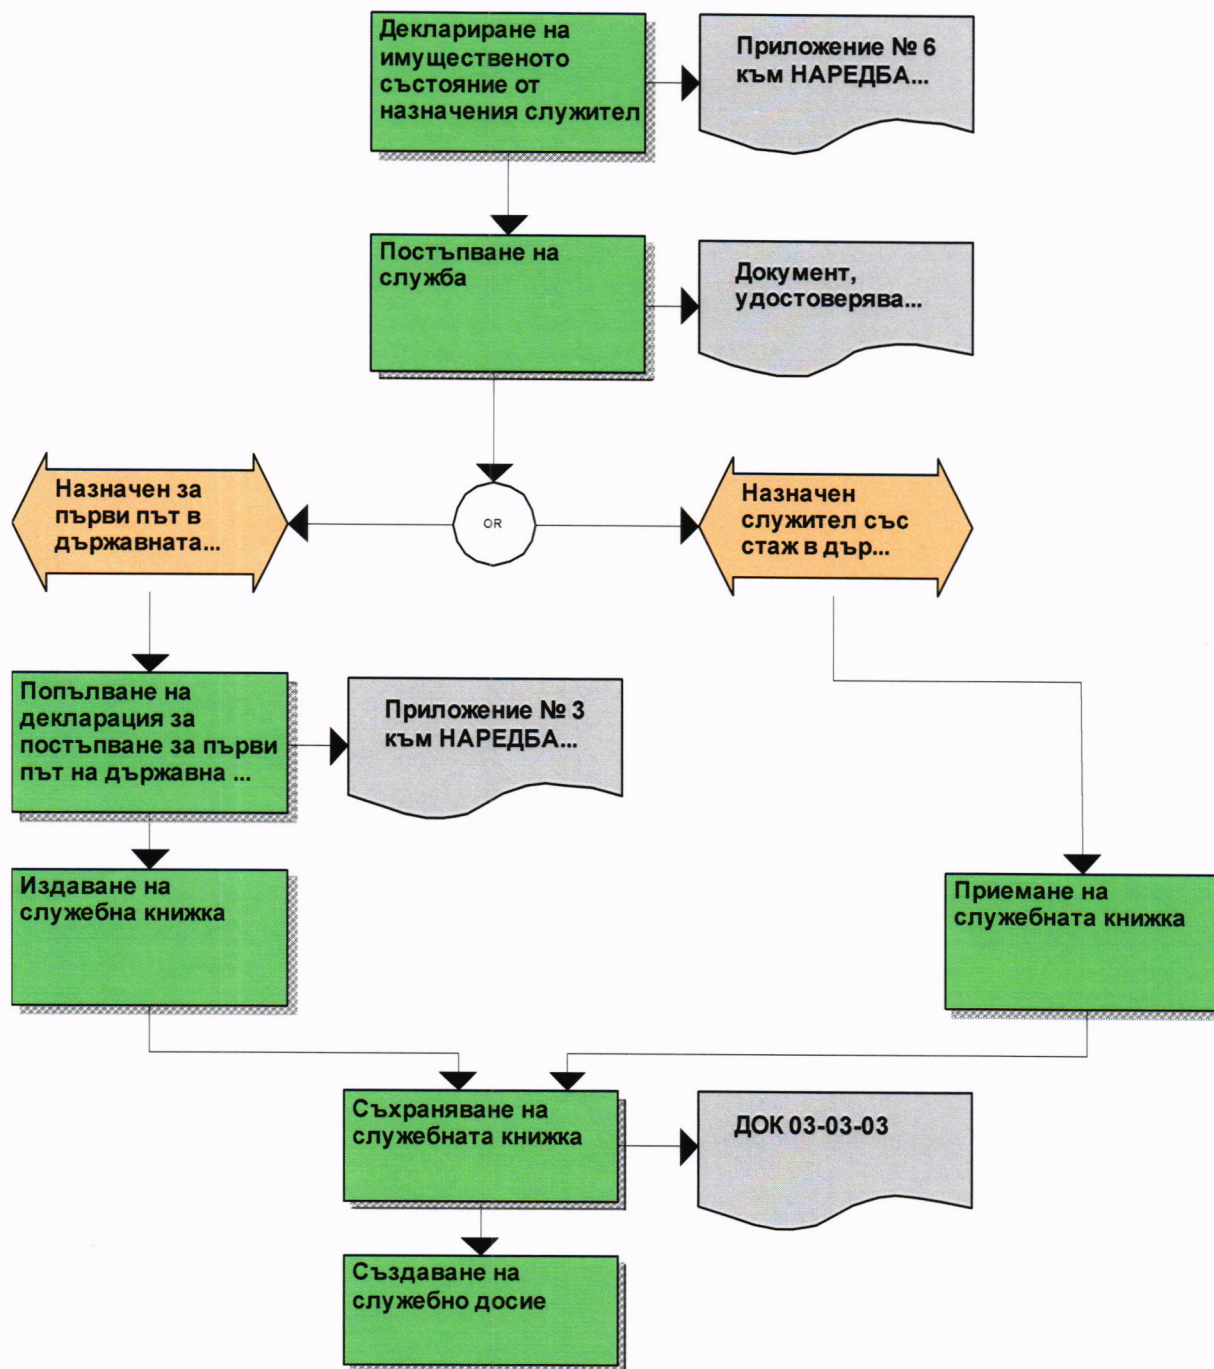 Деклариране на
имущественото
състояние от
назначения служител
Приложение № 6
към НАРЕДБА...
Постъпване на
служба
Документ,
удостоверява...
Назначен за
първи път в
държавната...
OR
Назначен
служител със
стаж в дър...
Попълване на
декларация за
постъпване за първи
път на държавна ...
Приложение № 3
към НАРЕДБА...
Издаване на
служебна книжка
Приемане на
служебната книжка
Съхраняване на
служебната книжка
ДОК 03-03-03
Създаване на
служебно досие